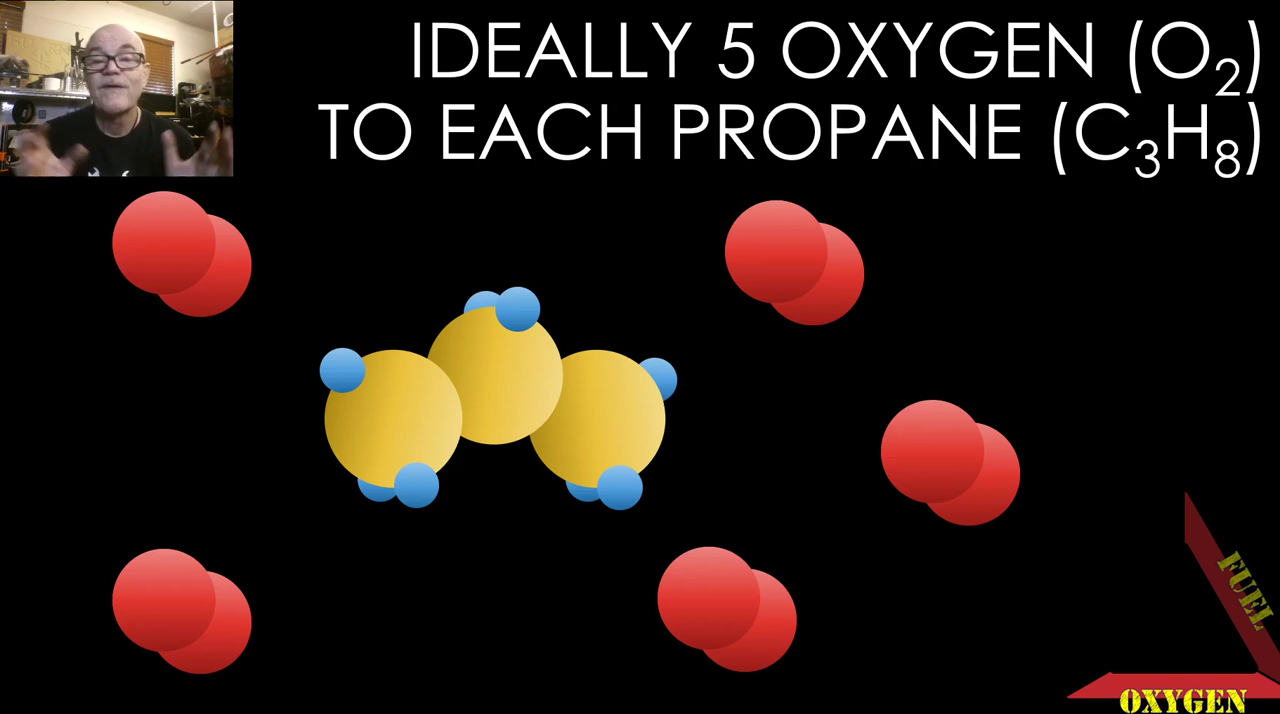 IDEALLY 5 OXYGEN (O₂)
TO EACH PROPANE (C₃H₈)
FUEL
OXYGEN